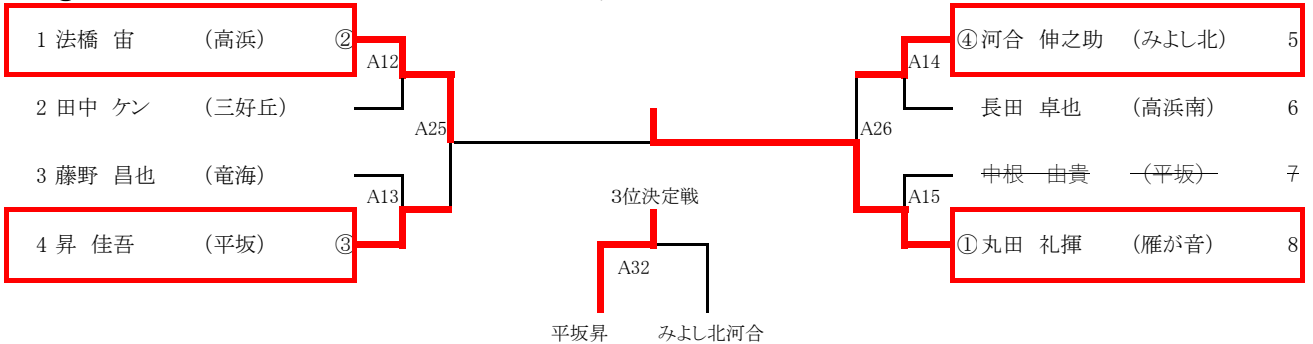 1 法橋 宙 (高浜) ②
A12
2 田中 ケン (三好丘)
A25
3 藤野 昌也 (竜海)
A13
4 昇 佳吾 (平坂) ③
④河合 伸之助 (みよし北) 5
A14
長田 卓也 (高浜南) 6
A26
中根 由貴 (平坂) 7
A15
①丸田 礼揮 (雁が音) 8
3位決定戦
A32
平坂昇 みよし北河合